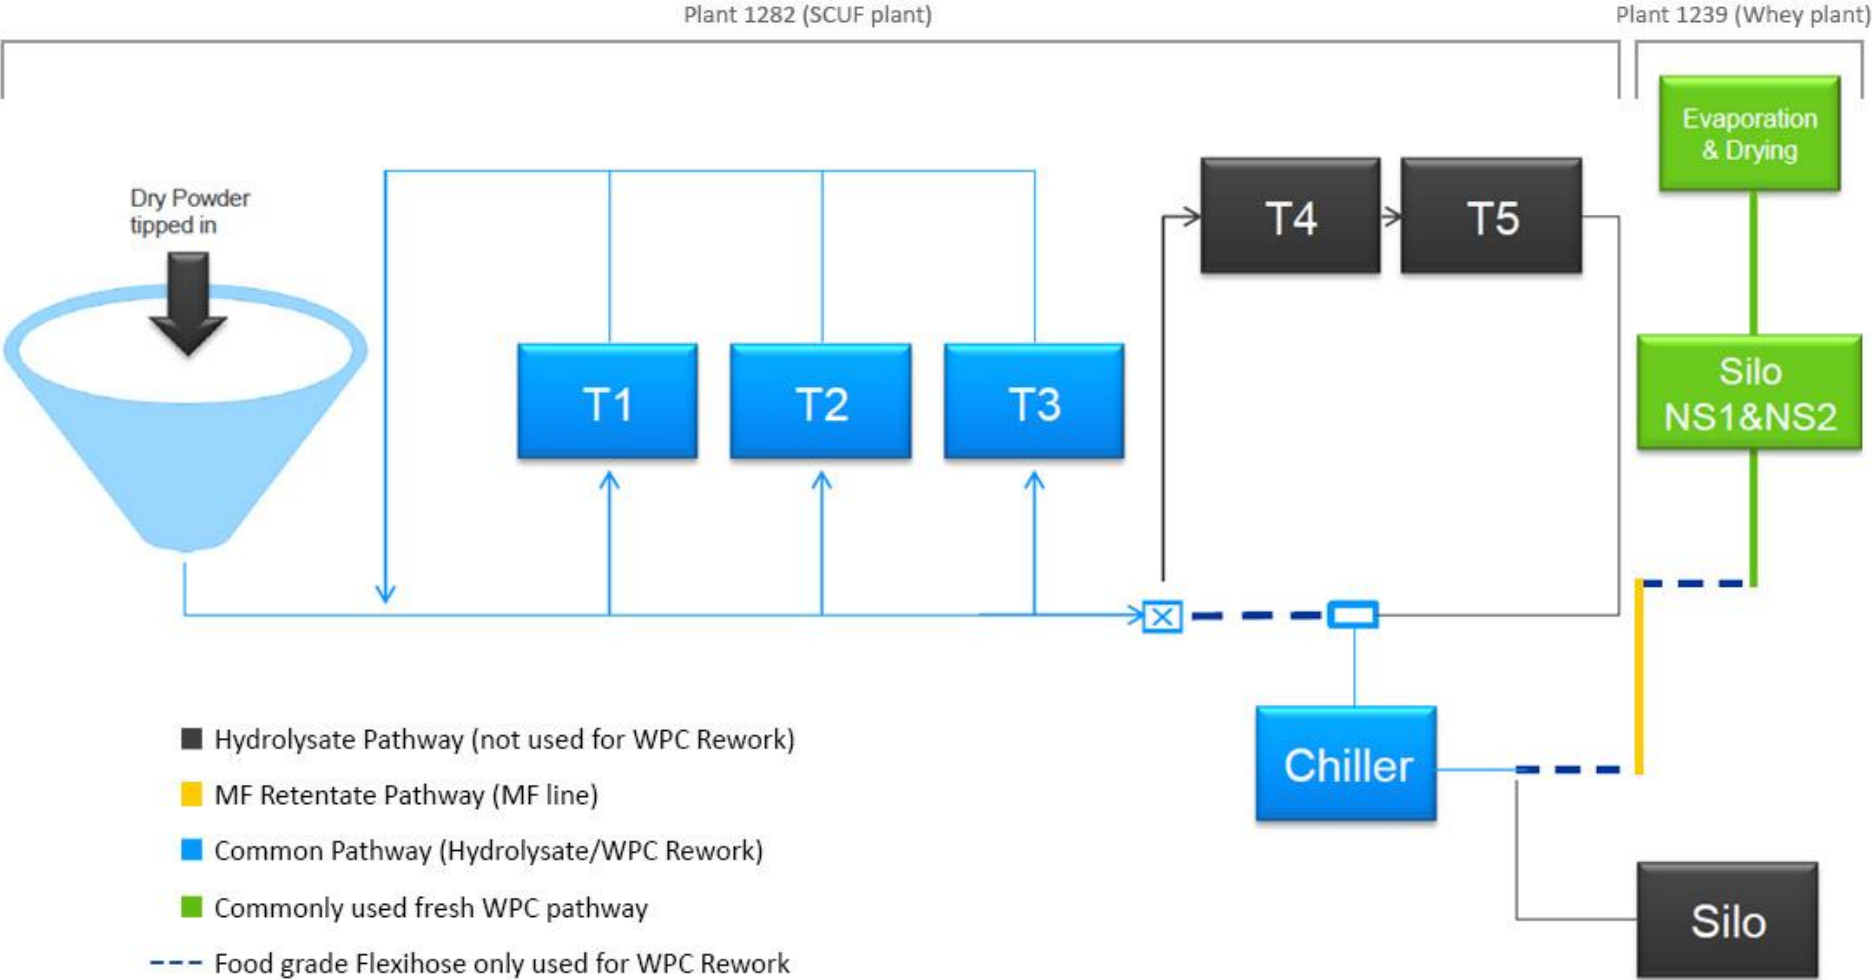 Plant 1282 (SCUF plant)
Plant 1239 (Whey plant)
Evaporation
& Drying
Dry Powder
tipped in
T4
T5
T1
T2
T3
Silo
NS1&NS2
Chiller
Hydrolysate Pathway (not used for WPC Rework)
MF Retentate Pathway (MF line)
Common Pathway (Hydrolysate/WPC Rework)
Commonly used fresh WPC pathway
Food grade Flexihose only used for WPC Rework
Silo